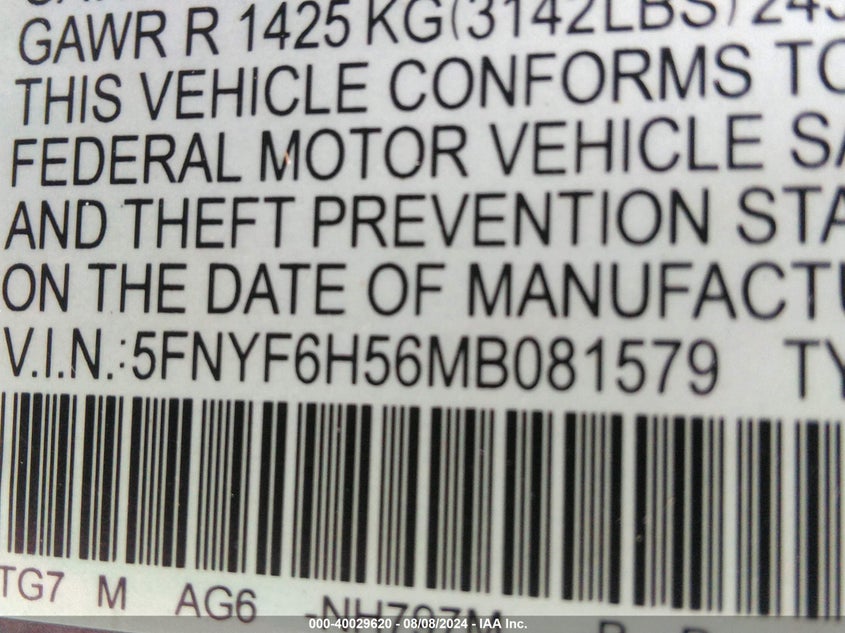 GAWR R 1425 KG(3142LBS)
THIS VEHICLE CONFORMS TO
FEDERAL MOTOR VEHICLE
AND THEFT PREVENTION
ON THE DATE OF
V.I.N.:5FNYF6H56MB081579
TG7 M AG6
000-40029620 - 08/08/2024 - IAA Inc.